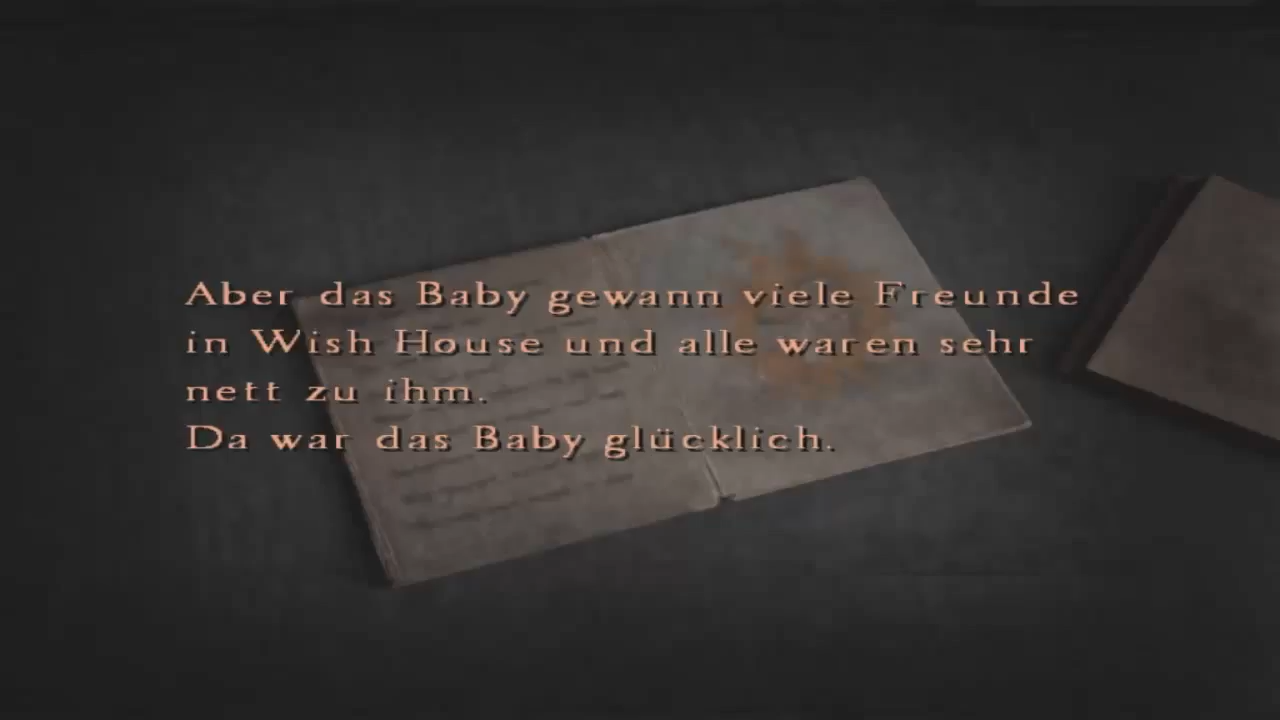 Aber das Baby gewann viele Freunde
in Wish House und alle waren sehr
nett zu ihm.
Da war das Baby glücklich.